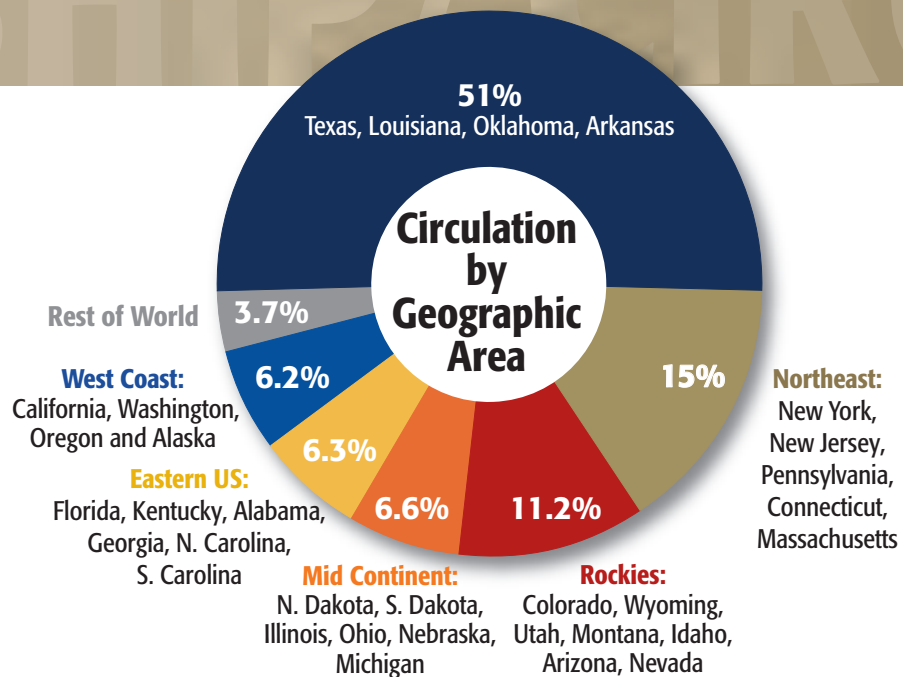 51%
Texas, Louisiana, Oklahoma, Arkansas
Circulation
by
Geographic
Area
Rest of World
3.7%
West Coast:
California, Washington,
Oregon and Alaska
6.2%
Eastern US:
Florida, Kentucky, Alabama,
Georgia, N. Carolina,
S. Carolina
6.3%
Mid Continent:
N. Dakota, S. Dakota,
Illinois, Ohio, Nebraska,
Michigan
6.6%
Rockies:
Colorado, Wyoming,
Utah, Montana, Idaho,
Arizona, Nevada
11.2%
15%
Northeast:
New York,
New Jersey,
Pennsylvania,
Connecticut,
Massachusetts